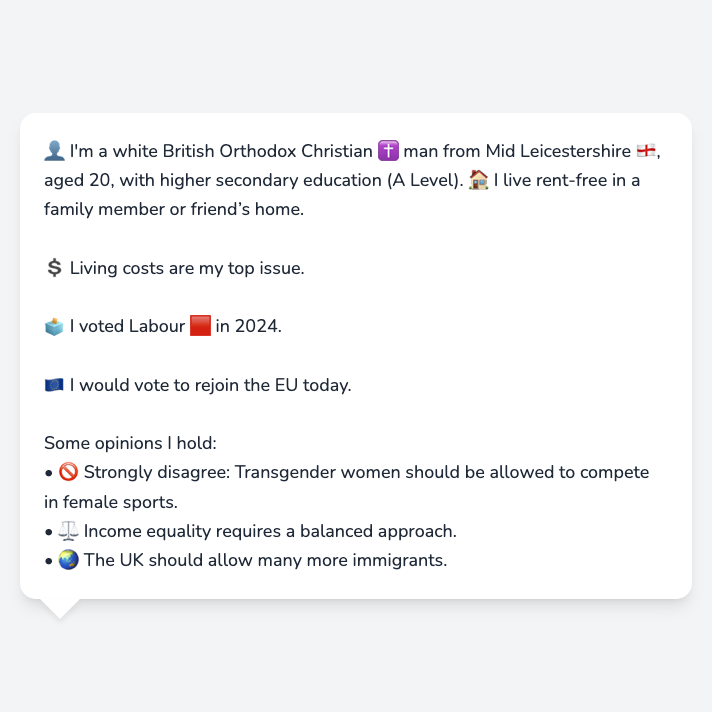 👤 I'm a white British Orthodox Christian ✝️ man from Mid Leicestershire 🏴󠁧󠁢󠁥󠁮󠁧󠁿,
aged 20, with higher secondary education (A Level). 🏠 I live rent-free in a
family member or friend’s home.
💲 Living costs are my top issue.
🗳️ I voted Labour 🟥 in 2024.
🇪🇺 I would vote to rejoin the EU today.
Some opinions I hold:
• 🚫 Strongly disagree: Transgender women should be allowed to compete
in female sports.
• ⚖️ Income equality requires a balanced approach.
• 🌏 The UK should allow many more immigrants.